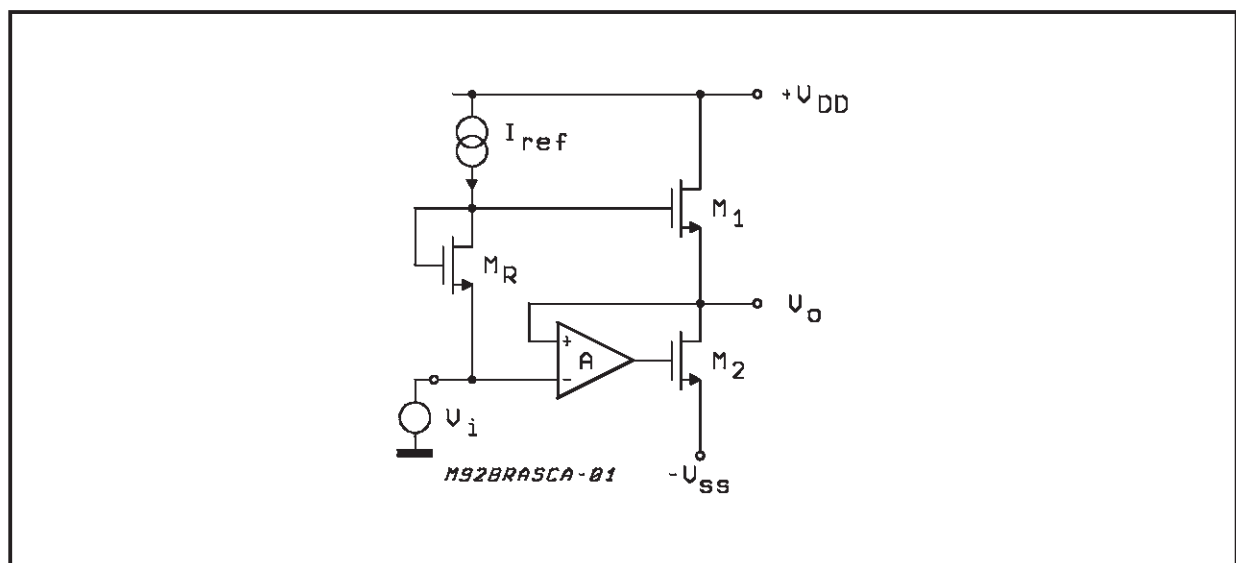 +VDD
Iref
M1
MR
Vo
+
A
M2
-
Vi
M92BRASCA-01
-Vss